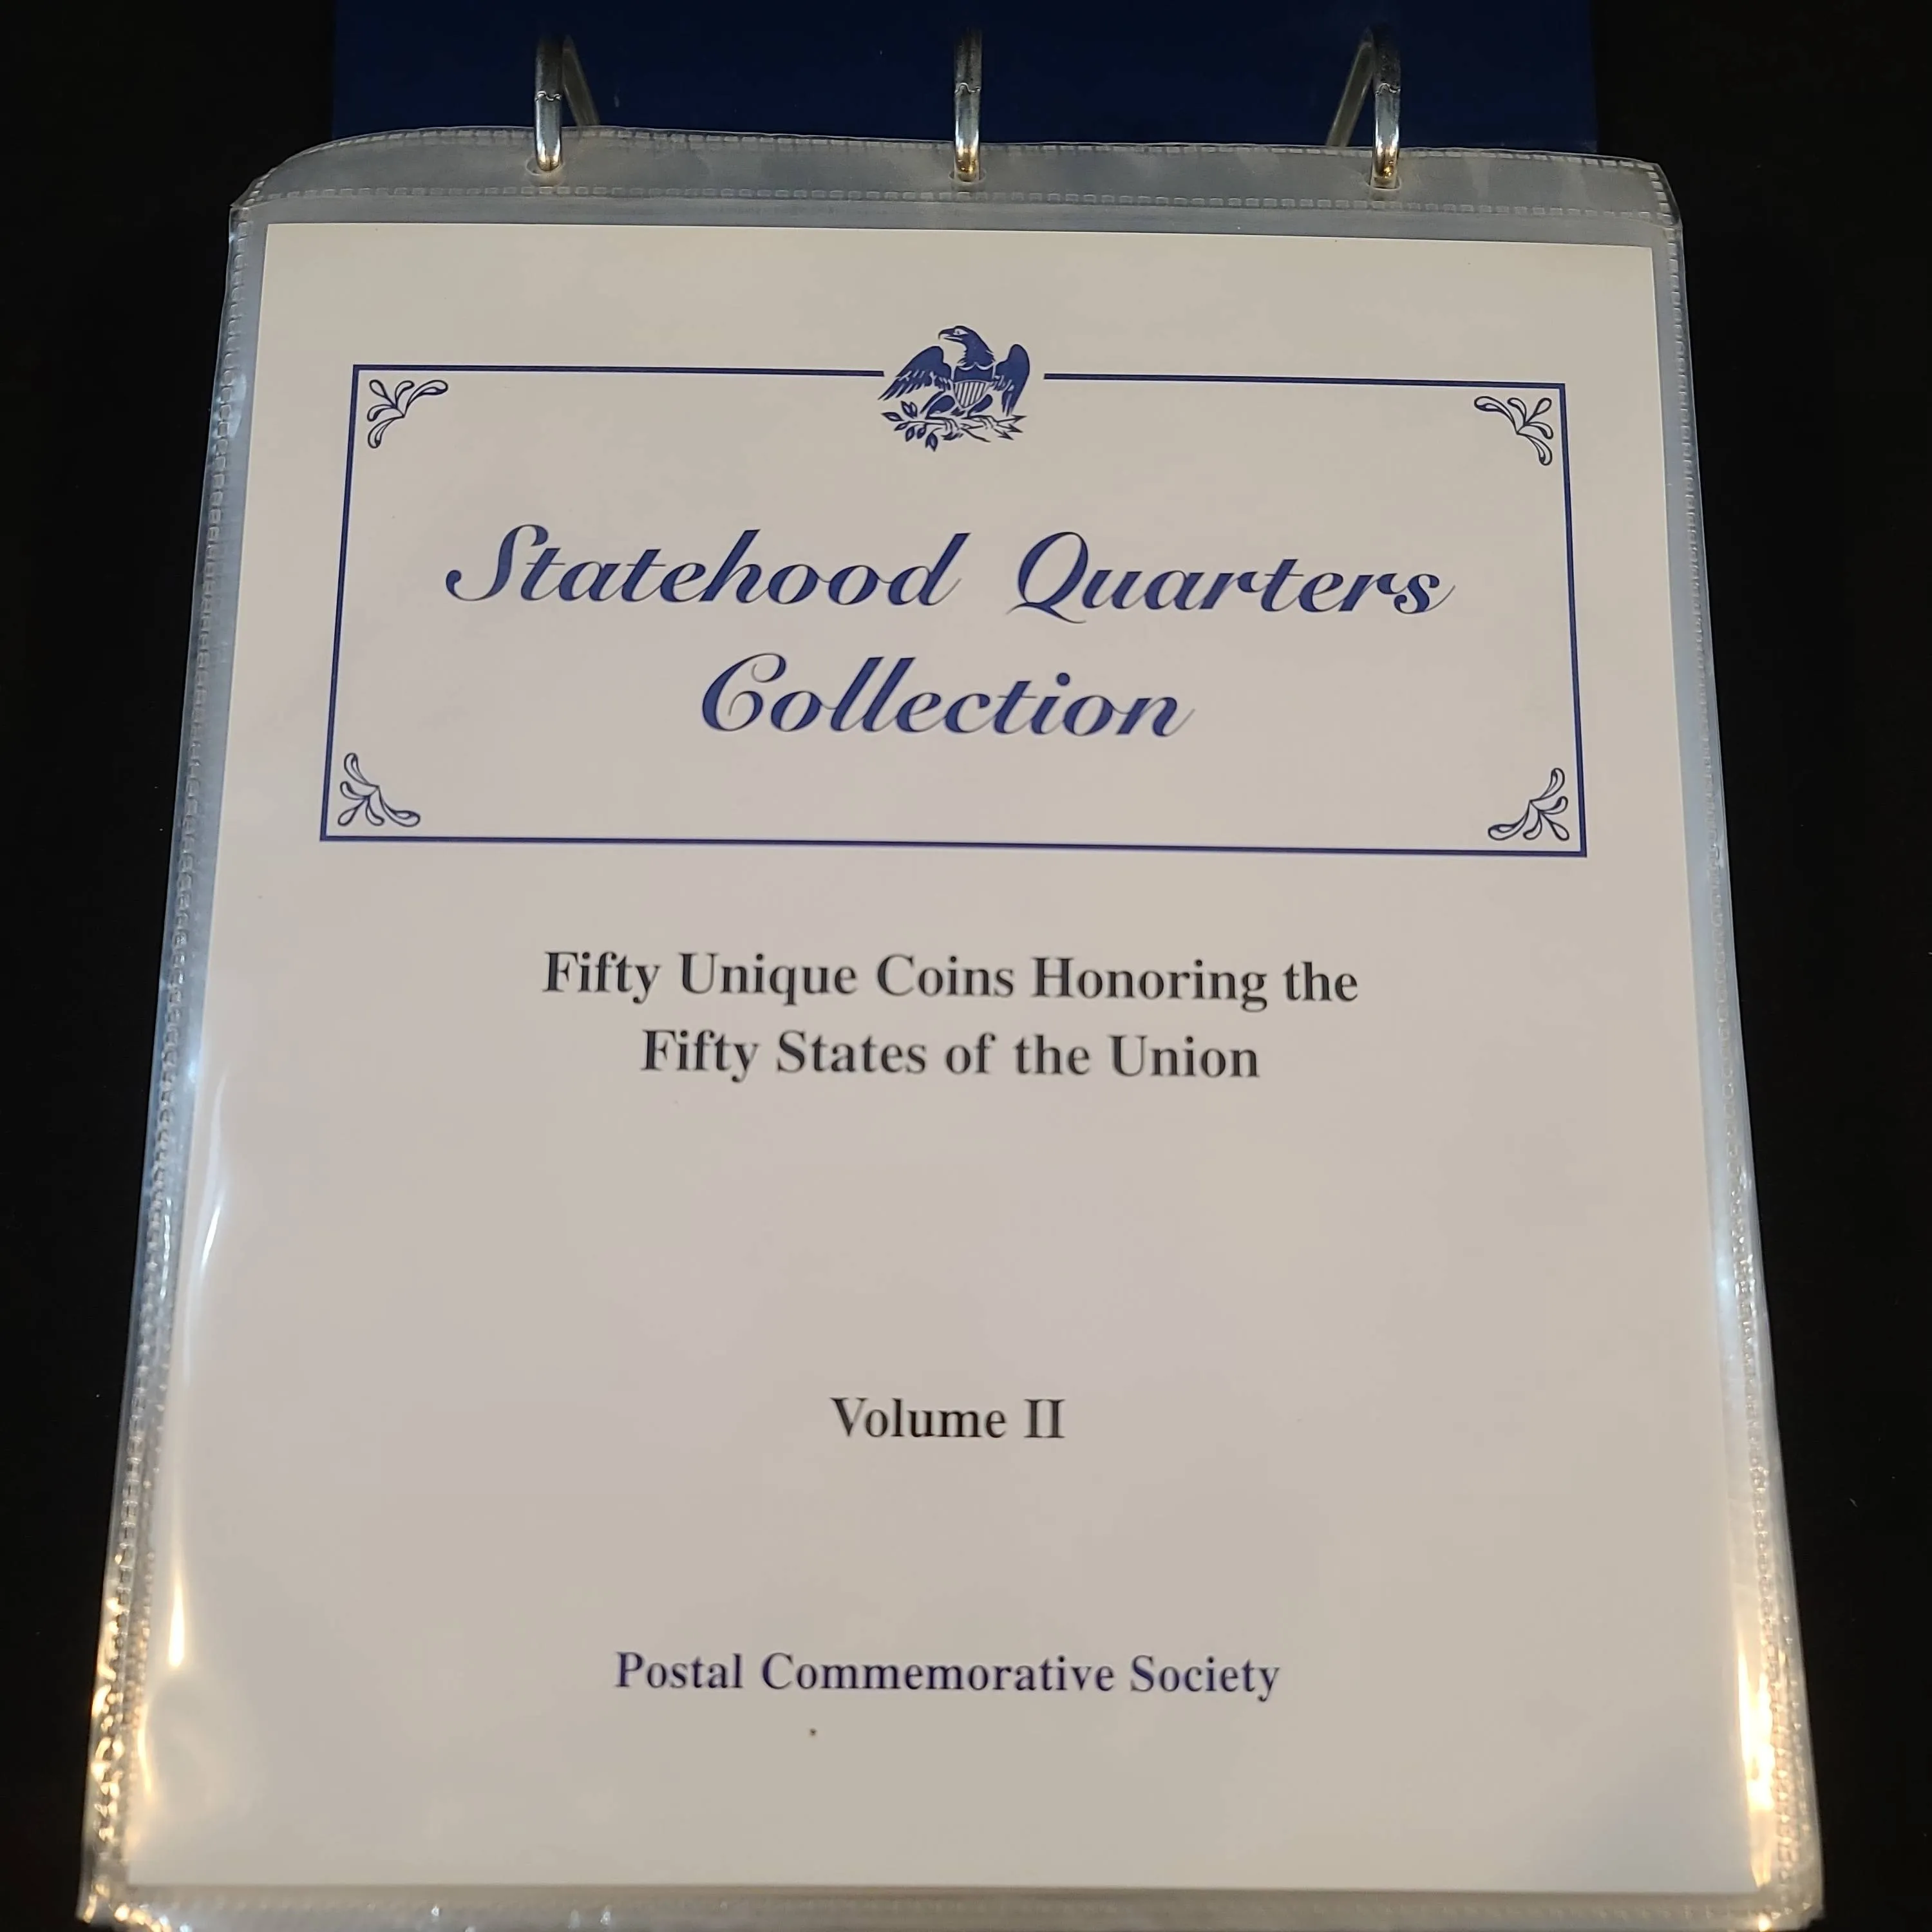 Statehood Quarters
Collection
Fifty Unique Coins Honoring the
Fifty States of the Union
Volume II
Postal Commemorative Society